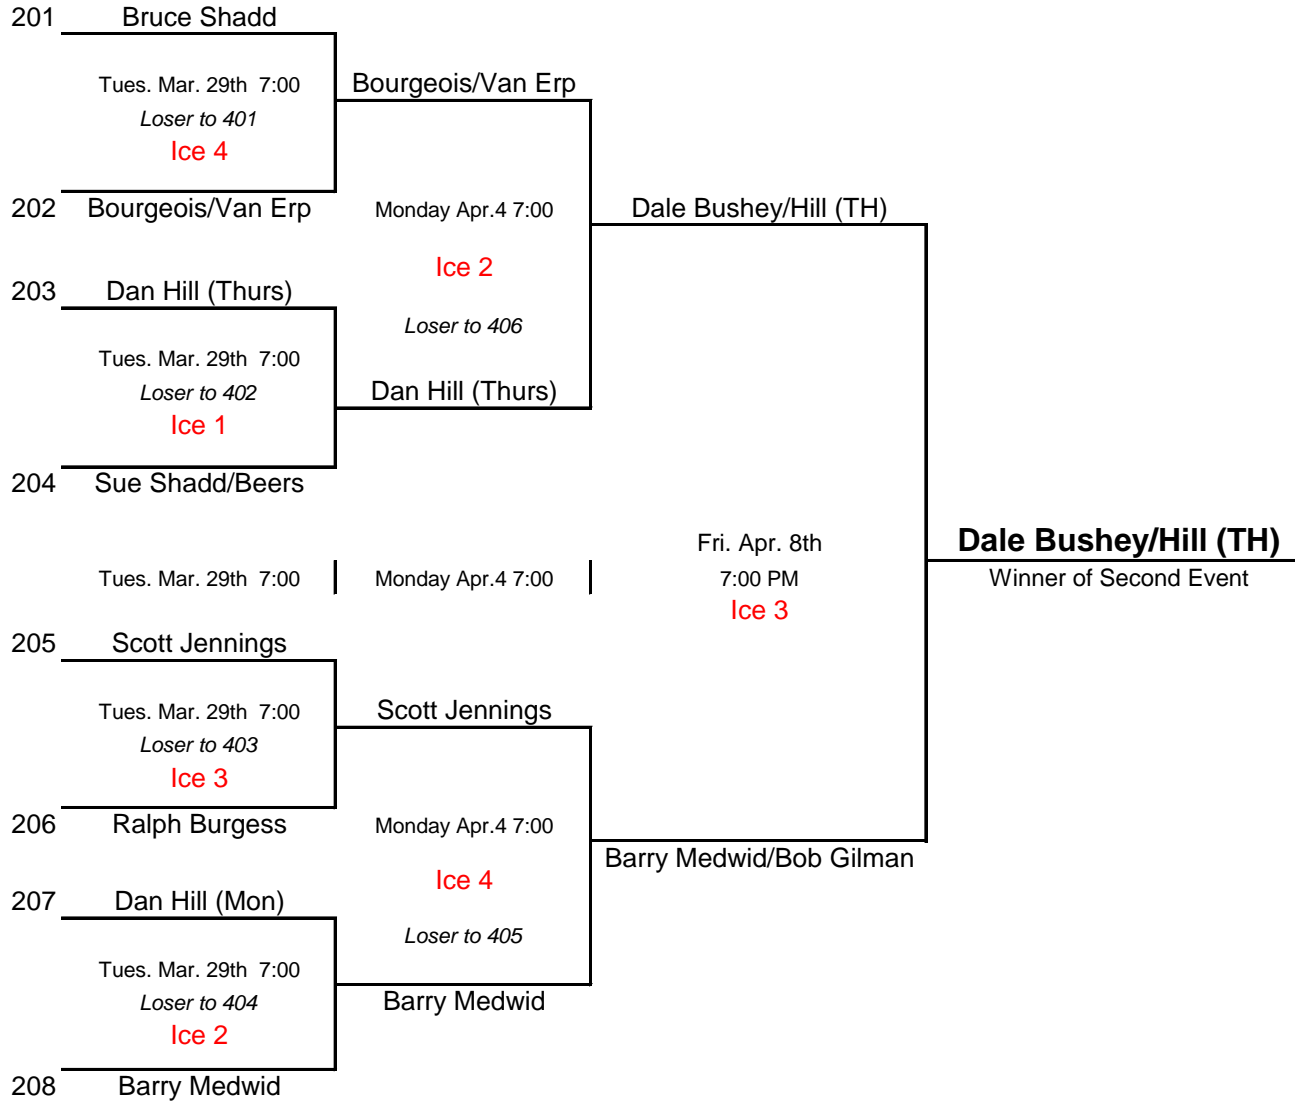 201 Bruce Shadd
Tues. Mar. 29th 7:00 Bourgeois/Van Erp
Loser to 401
Ice 4
202 Bourgeois/Van Erp Monday Apr.4 7:00 Dale Bushey/Hill (TH)
Ice 2
203 Dan Hill (Thurs)
Loser to 406
Tues. Mar. 29th 7:00
Loser to 402 Dan Hill (Thurs)
Ice 1
204 Sue Shadd/Beers
Fri. Apr. 8th Dale Bushey/Hill (TH)
Tues. Mar. 29th 7:00 Monday Apr.4 7:00 7:00 PM Winner of Second Event
Ice 3
205 Scott Jennings
Tues. Mar. 29th 7:00 Scott Jennings
Loser to 403
Ice 3
206 Ralph Burgess Monday Apr.4 7:00
Barry Medwid/Bob Gilman
Ice 4
207 Dan Hill (Mon)
Loser to 405
Tues. Mar. 29th 7:00
Loser to 404 Barry Medwid
Ice 2
208 Barry Medwid